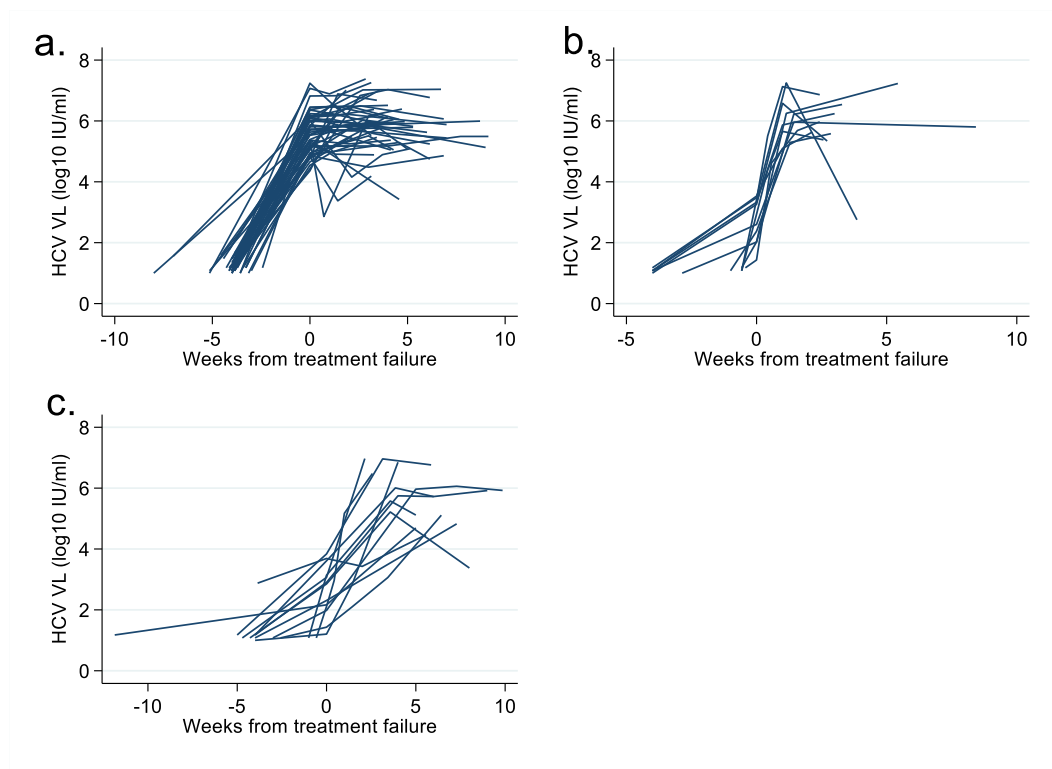 a.
8
6
4
2
0
HCV VL (log10 IU/ml)
-10 -5 0 5 10
Weeks from treatment failure
b.
8
6
4
2
0
HCV VL (log10 IU/ml)
-5 0 5 10
Weeks from treatment failure
c.
8
6
4
2
0
HCV VL (log10 IU/ml)
-10 -5 0 5 10
Weeks from treatment failure